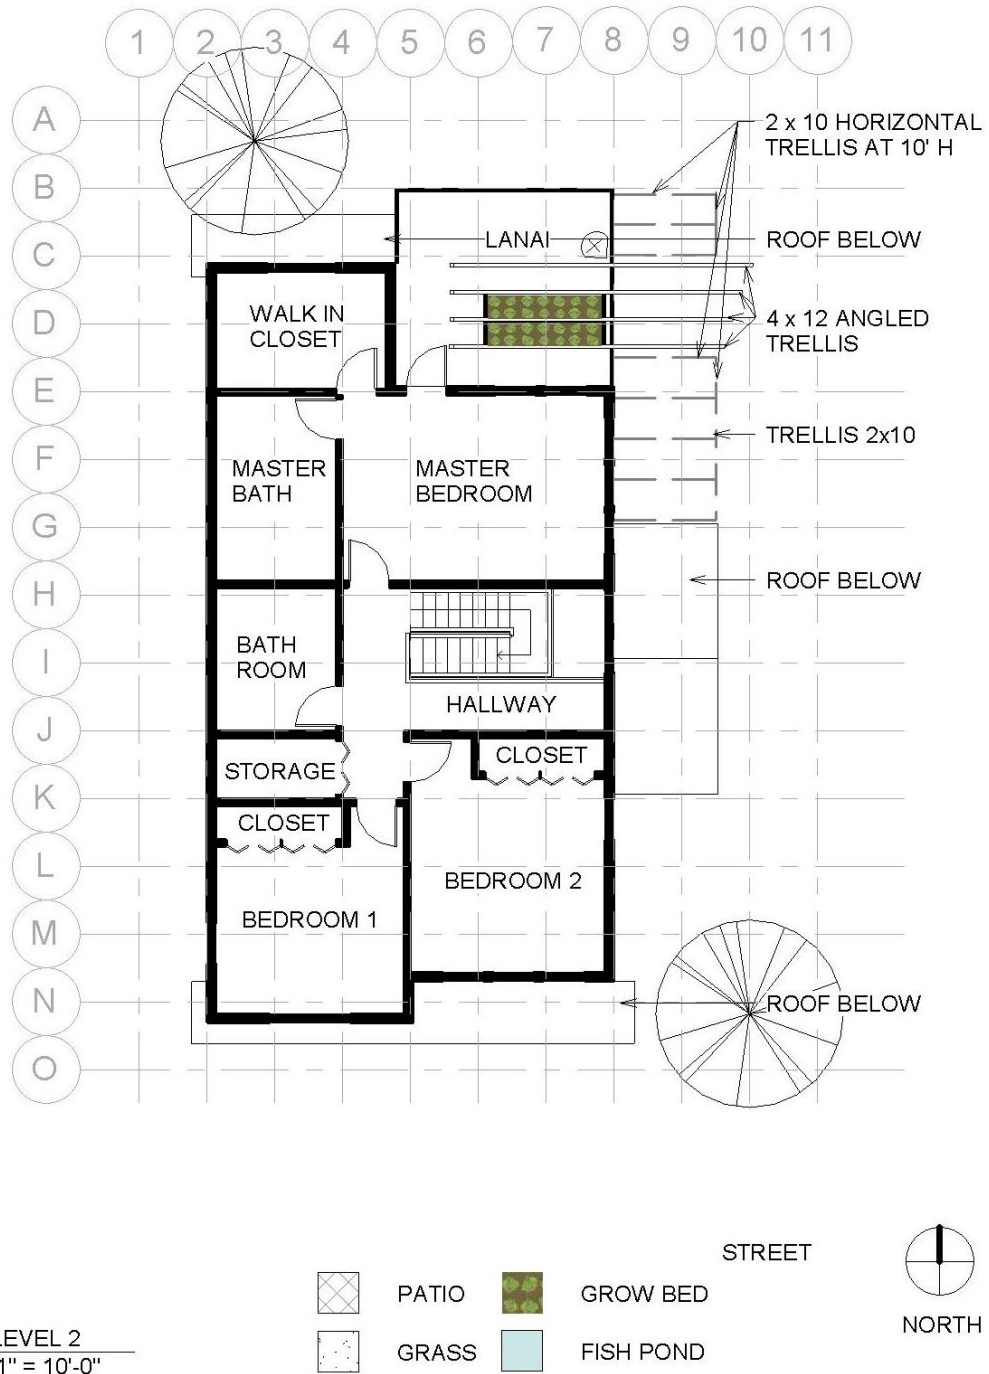 1 2 3 4 5 6 7 8 9 10 11
A
B
C
D
E
F
G
H
I
J
K
L
M
N
O
2 x 10 HORIZONTAL
TRELLIS AT 10' H
LANAI
ROOF BELOW
WALK IN
CLOSET
4 x 12 ANGLED
TRELLIS
TRELLIS 2x10
MASTER
BATH
MASTER
BEDROOM
ROOF BELOW
BATH
ROOM
HALLWAY
CLOSET
STORAGE
CLOSET
BEDROOM 2
BEDROOM 1
ROOF BELOW
STREET
PATIO
GROW BED
NORTH
GRASS
FISH POND
LEVEL 2
1" = 10'-0"